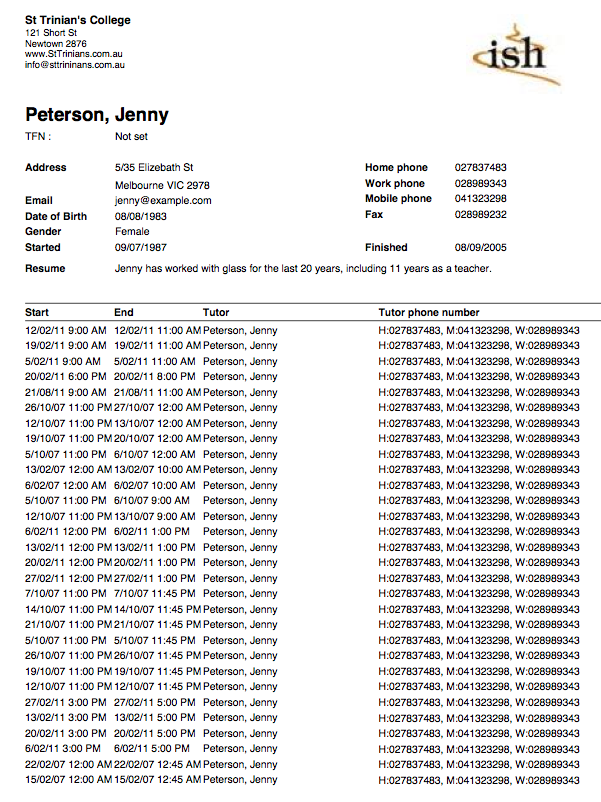 St Trinian's College
121 Short St
Newtown 2876
www.StTrinians.com.au
info@sttrininans.com.au
ish
Peterson, Jenny
TFN : Not set
Address 5/35 Elizebath St Home phone 027837483
Melbourne VIC 2978 Work phone 028989343
Email jenny@example.com Mobile phone 041323298
Date of Birth 08/08/1983 Fax 028989232
Gender Female
Started 09/07/1987 Finished 08/09/2005
Resume Jenny has worked with glass for the last 20 years, including 11 years as a teacher.
Start End Tutor Tutor phone number
12/02/11 9:00 AM 12/02/11 11:00 AM Peterson, Jenny H:027837483, M:041323298, W:028989343
19/02/11 9:00 AM 19/02/11 11:00 AM Peterson, Jenny H:027837483, M:041323298, W:028989343
5/02/11 9:00 AM 5/02/11 11:00 AM Peterson, Jenny H:027837483, M:041323298, W:028989343
20/02/11 6:00 PM 20/02/11 8:00 PM Peterson, Jenny H:027837483, M:041323298, W:028989343
21/08/11 9:00 AM 21/08/11 11:00 AM Peterson, Jenny H:027837483, M:041323298, W:028989343
26/10/07 11:00 PM 27/10/07 12:00 AM Peterson, Jenny H:027837483, M:041323298, W:028989343
12/10/07 11:00 PM 13/10/07 12:00 AM Peterson, Jenny H:027837483, M:041323298, W:028989343
19/10/07 11:00 PM 20/10/07 12:00 AM Peterson, Jenny H:027837483, M:041323298, W:028989343
5/10/07 11:00 PM 6/10/07 12:00 AM Peterson, Jenny H:027837483, M:041323298, W:028989343
13/02/07 12:00 AM 13/02/07 10:00 AM Peterson, Jenny H:027837483, M:041323298, W:028989343
6/02/07 12:00 AM 6/02/07 10:00 AM Peterson, Jenny H:027837483, M:041323298, W:028989343
5/10/07 11:00 PM 6/10/07 9:00 AM Peterson, Jenny H:027837483, M:041323298, W:028989343
12/10/07 11:00 PM 13/10/07 9:00 AM Peterson, Jenny H:027837483, M:041323298, W:028989343
6/02/11 12:00 PM 6/02/11 1:00 PM Peterson, Jenny H:027837483, M:041323298, W:028989343
13/02/11 12:00 PM 13/02/11 1:00 PM Peterson, Jenny H:027837483, M:041323298, W:028989343
20/02/11 12:00 PM 20/02/11 1:00 PM Peterson, Jenny H:027837483, M:041323298, W:028989343
27/02/11 12:00 PM 27/02/11 1:00 PM Peterson, Jenny H:027837483, M:041323298, W:028989343
7/10/07 11:00 PM 7/10/07 11:45 PM Peterson, Jenny H:027837483, M:041323298, W:028989343
14/10/07 11:00 PM 14/10/07 11:45 PM Peterson, Jenny H:027837483, M:041323298, W:028989343
21/10/07 11:00 PM 21/10/07 11:45 PM Peterson, Jenny H:027837483, M:041323298, W:028989343
5/10/07 11:00 PM 5/10/07 11:45 PM Peterson, Jenny H:027837483, M:041323298, W:028989343
26/10/07 11:00 PM 26/10/07 11:45 PM Peterson, Jenny H:027837483, M:041323298, W:028989343
19/10/07 11:00 PM 19/10/07 11:45 PM Peterson, Jenny H:027837483, M:041323298, W:028989343
12/10/07 11:00 PM 12/10/07 11:45 PM Peterson, Jenny H:027837483, M:041323298, W:028989343
27/02/11 3:00 PM 27/02/11 5:00 PM Peterson, Jenny H:027837483, M:041323298, W:028989343
13/02/11 3:00 PM 13/02/11 5:00 PM Peterson, Jenny H:027837483, M:041323298, W:028989343
20/02/11 3:00 PM 20/02/11 5:00 PM Peterson, Jenny H:027837483, M:041323298, W:028989343
6/02/11 3:00 PM 6/02/11 5:00 PM Peterson, Jenny H:027837483, M:041323298, W:028989343
22/02/07 12:00 AM 22/02/07 12:45 AM Peterson, Jenny H:027837483, M:041323298, W:028989343
15/02/07 12:00 AM 15/02/07 12:45 AM Peterson, Jenny H:027837483, M:041323298, W:028989343